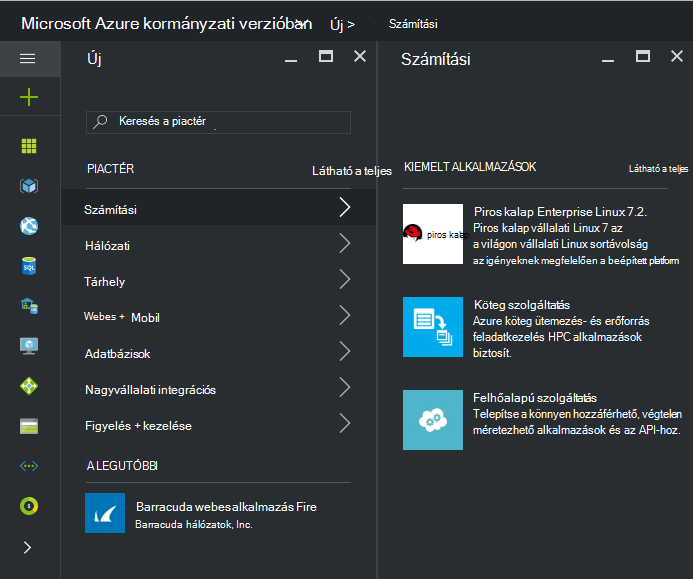 Microsoft Azure kormányzati verzióban Új > Számítási
Új
Keresés a piactér
PIACTÉR Látható a teljes
Számítási
Hálózati
Tárhely
Webes + Mobil
Adatbázisok
Nagyvállalati integrációs
Figyelés + kezelése
A LEGUTÓBBI
Barracuda webes alkalmazás Fire
Barracuda hálózatok, Inc.
Számítási
KIEMELT ALKALMAZÁSOK Látható a teljes
piros kalap
Piros kalap Enterprise Linux 7.2.
Piros kalap vállalati Linux 7 az
a világon vállalati Linux sortávolság
az igényeknek megfelelően a beépített platform
Köteg szolgáltatás
Azure köteg ütemezés- és erőforrás
feladatkezelés HPC alkalmazások
biztosít.
Felhőalapú szolgáltatás
Telepítse a könnyen hozzáférhető, végtelen
méretezhető alkalmazások és az API-hoz.
SQL